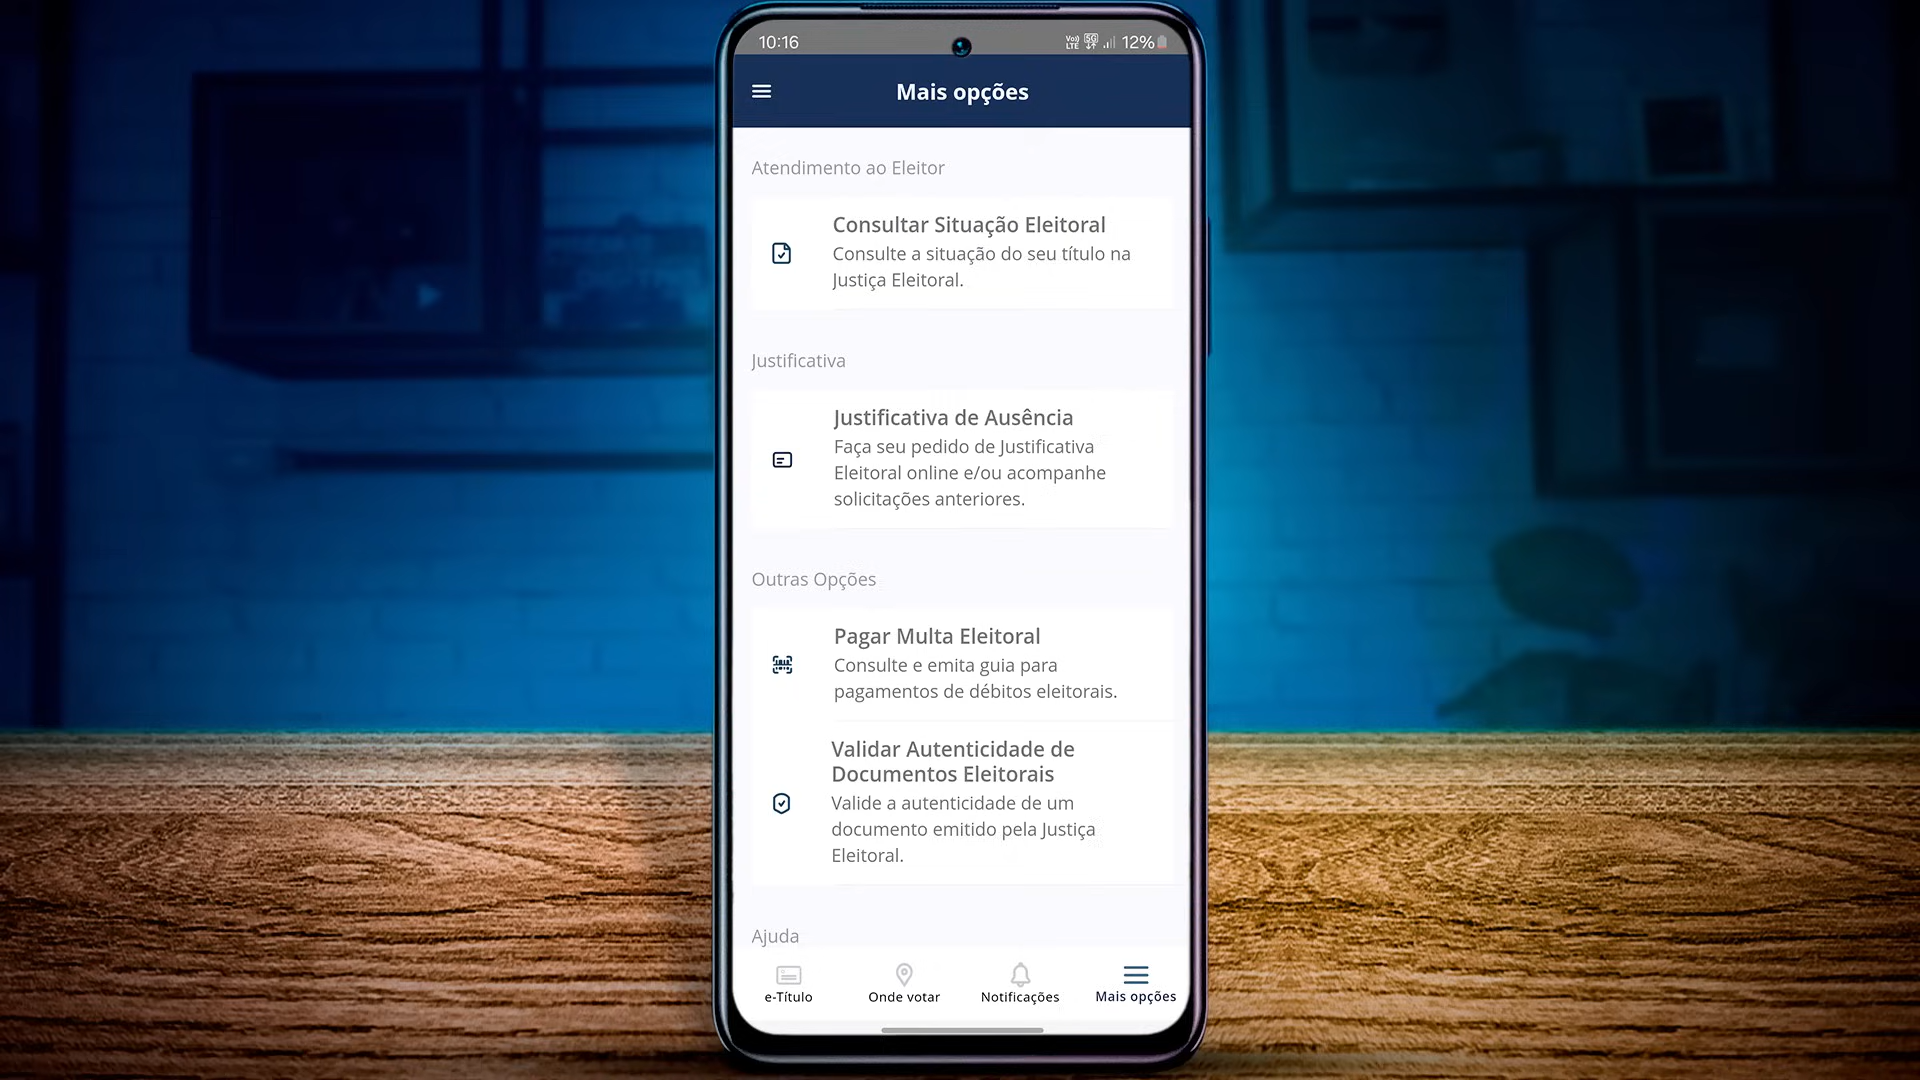 10:16
Vo)) LTE 5G 12%
Mais opções
Atendimento ao Eleitor
Consultar Situação Eleitoral
Consulte a situação do seu título na
Justiça Eleitoral.
Justificativa
Justificativa de Ausência
Faça seu pedido de Justificativa
Eleitoral online e/ou acompanhe
solicitações anteriores.
Outras Opções
Pagar Multa Eleitoral
Consulte e emita guia para
pagamentos de débitos eleitorais.
Validar Autenticidade de
Documentos Eleitorais
Valide a autenticidade de um
documento emitido pela Justiça
Eleitoral.
Ajuda
e-Título
Onde votar
Notificações
Mais opções